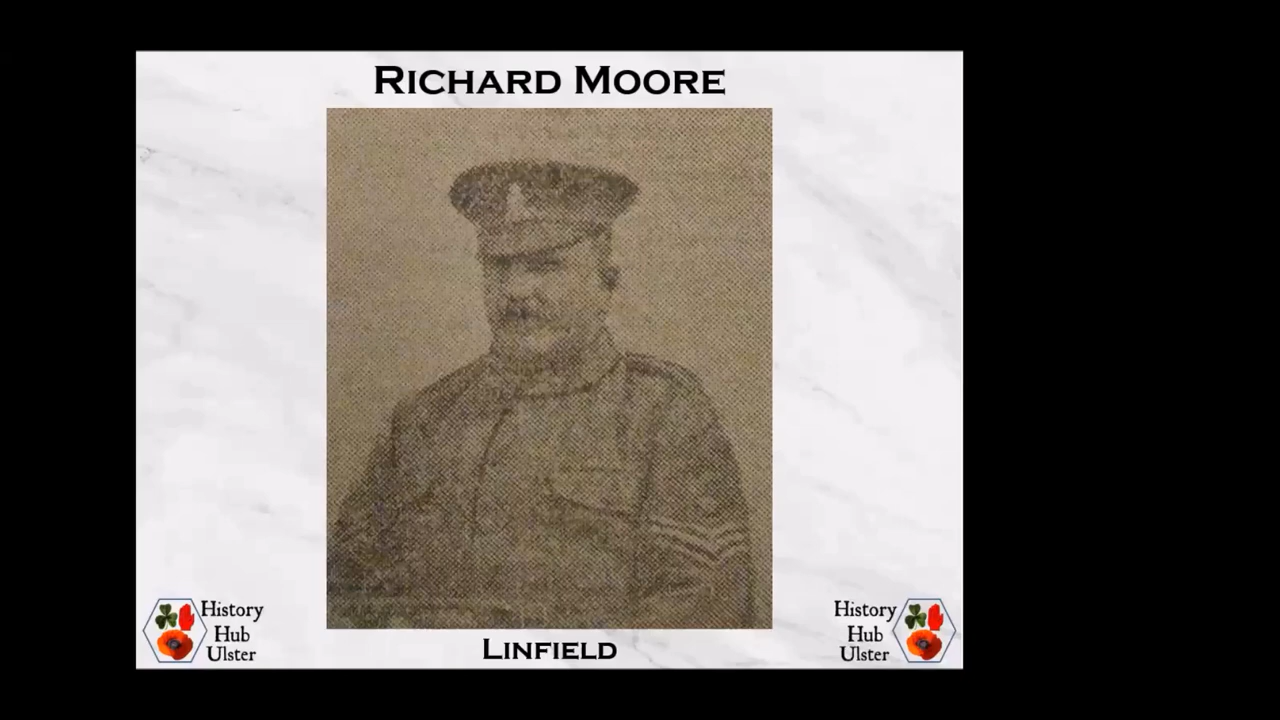 RICHARD MOORE
LINFIELD
History
Hub
Ulster
History
Hub
Ulster